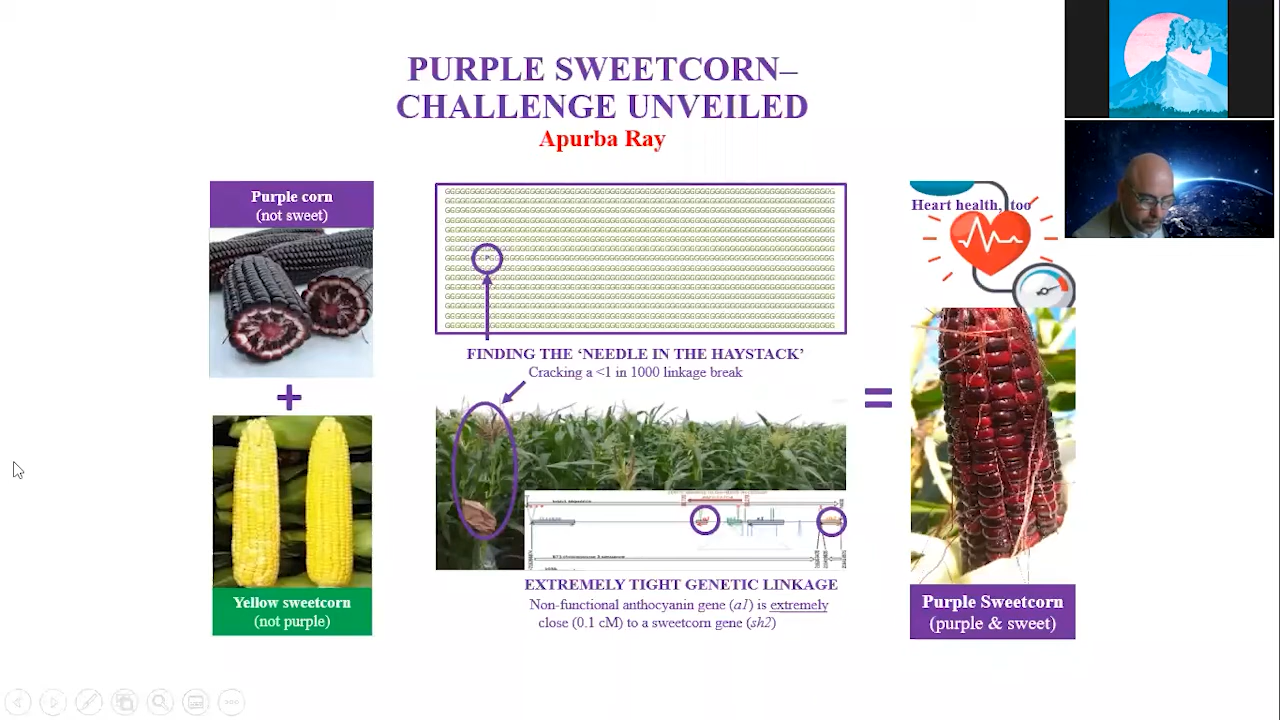 PURPLE SWEETCORN–
CHALLENGE UNVEILED
Apurba Ray
Purple corn
(not sweet)
Yellow sweetcorn
(not purple)
P
FINDING THE ‘NEEDLE IN THE HAYSTACK’
Cracking a <1 in 1000 linkage break
EXTREMELY TIGHT GENETIC LINKAGE
Non-functional anthocyanin gene (a1) is extremely
close (0.1 cM) to a sweetcorn gene (sh2)
Heart health, too
Purple Sweetcorn
(purple & sweet)